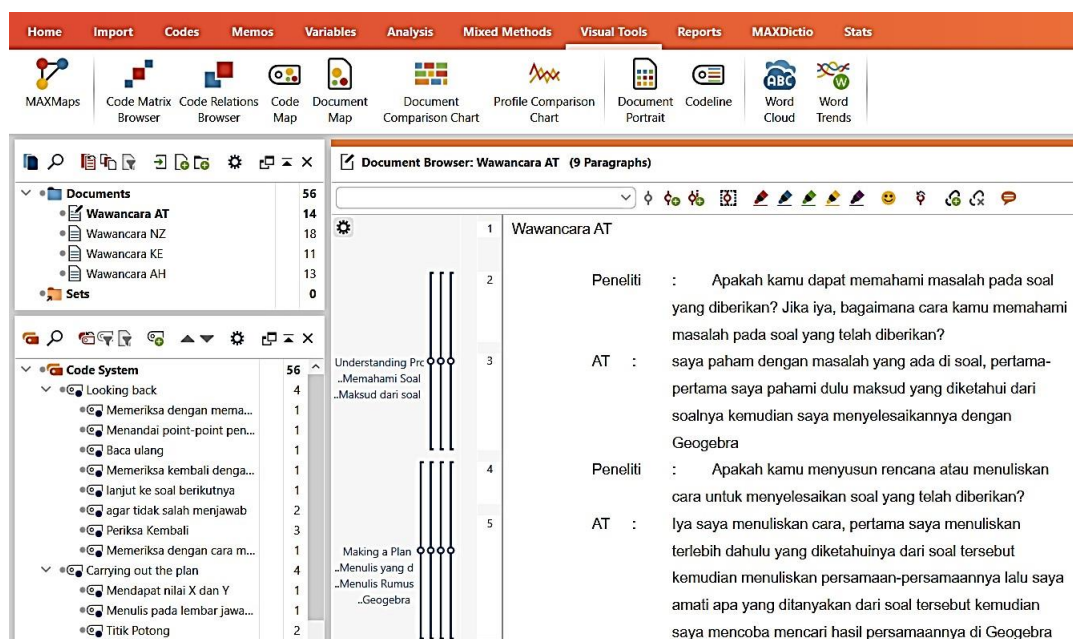 Home Import Codes Memos Variables Analysis Mixed Methods Visual Tools Reports MAXDictio Stats
MAXMaps
Code Matrix Browser
Code Relations Browser
Code Map
Document Map
Document Comparison Chart
Profile Comparison Chart
Document Portrait
Codeline
ABC
Word Cloud
W
Word Trends
Documents 56
Wawancara AT 14
Wawancara NZ 18
Wawancara KE 11
Wawancara AH 13
Sets 0
Code System 56
Looking back 4
Memeriksa dengan mema... 1
Menandai point-point pen... 1
Baca ulang 1
Memeriksa kembali denga... 1
lanjut ke soal berikutnya 1
agar tidak salah menjawab 2
Periksa Kembali 3
Memeriksa dengan cara m... 1
Carrying out the plan 4
Mendapat nilai X dan Y 1
Menulis pada lembar jawa... 1
Titik Potong 2
Document Browser: Wawancara AT (9 Paragraphs)
1 Wawancara AT
2 Peneliti : Apakah kamu dapat memahami masalah pada soal
yang diberikan? Jika iya, bagaimana cara kamu memahami
masalah pada soal yang telah diberikan?
Understanding Prc
..Memahami Soal
..Maksud dari soal
3 AT : saya paham dengan masalah yang ada di soal, pertama-
pertama saya pahami dulu maksud yang diketahui dari
soalnya kemudian saya menyelesaikannya dengan
Geogebra
4 Peneliti : Apakah kamu menyusun rencana atau menuliskan
cara untuk menyelesaikan soal yang telah diberikan?
Making a Plan
..Menulis yang d
..Menulis Rumus
..Geogebra
5 AT : Iya saya menuliskan cara, pertama saya menuliskan
terlebih dahulu yang diketahuinya dari soal tersebut
kemudian menuliskan persamaan-persamaannya lalu saya
amati apa yang ditanyakan dari soal tersebut kemudian
saya mencoba mencari hasil persamaannya di Geogebra